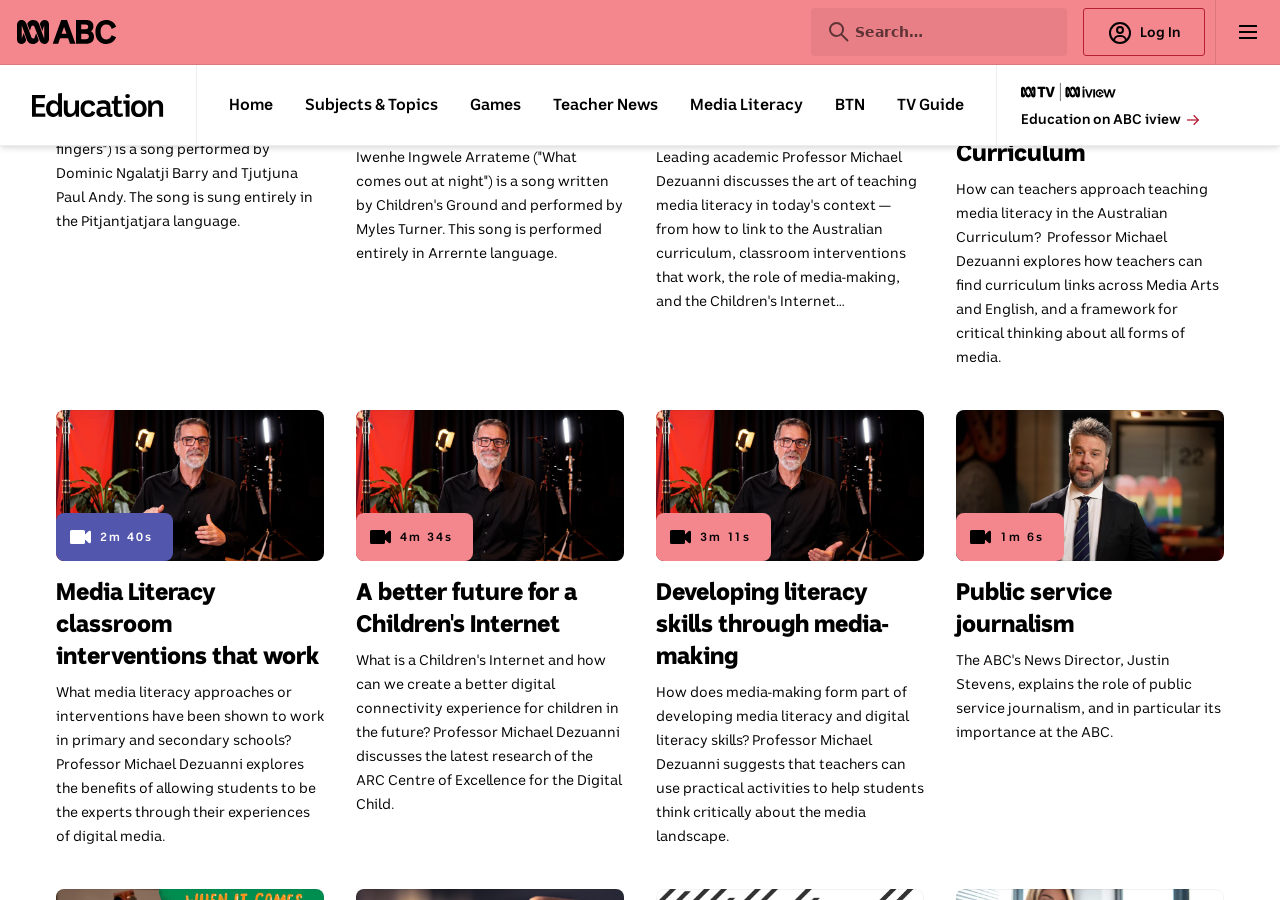 ABC
Search...
Log In
Education
Home
Subjects & Topics
Games
Teacher News
Media Literacy
BTN
TV Guide
TV
iview
Education on ABC iview →
fingers") is a song performed by
Dominic Ngalatji Barry and Tjutjuna
Paul Andy. The song is sung entirely in
the Pitjantjatjara language.
Iwenhe Ingwele Arrateme ("What
comes out at night") is a song written
by Children's Ground and performed by
Myles Turner. This song is performed
entirely in Arrernte language.
Leading academic Professor Michael
Dezuanni discusses the art of teaching
media literacy in today's context —
from how to link to the Australian
curriculum, classroom interventions
that work, the role of media-making,
and the Children's Internet...
Curriculum
How can teachers approach teaching
media literacy in the Australian
Curriculum? Professor Michael
Dezuanni explores how teachers can
find curriculum links across Media Arts
and English, and a framework for
critical thinking about all forms of
media.
2m 40s
Media Literacy
classroom
interventions that work
What media literacy approaches or
interventions have been shown to work
in primary and secondary schools?
Professor Michael Dezuanni explores
the benefits of allowing students to be
the experts through their experiences
of digital media.
4m 34s
A better future for a
Children's Internet
What is a Children's Internet and how
can we create a better digital
connectivity experience for children in
the future? Professor Michael Dezuanni
discusses the latest research of the
ARC Centre of Excellence for the Digital
Child.
3m 11s
Developing literacy
skills through media-
making
How does media-making form part of
developing media literacy and digital
literacy skills? Professor Michael
Dezuanni suggests that teachers can
use practical activities to help students
think critically about the media
landscape.
22
1m 6s
Public service
journalism
The ABC's News Director, Justin
Stevens, explains the role of public
service journalism, and in particular its
importance at the ABC.
WHEN IT COMES